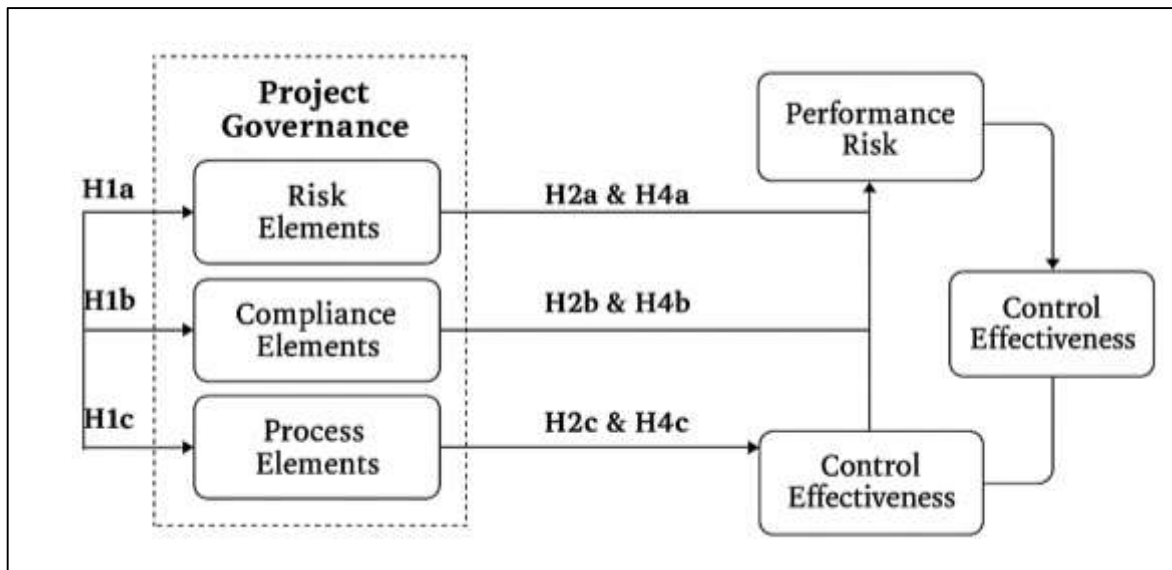 Project
Governance
H1a
Risk
Elements
H2a & H4a
Performance
Risk
H1b
Compliance
Elements
H2b & H4b
Control
Effectiveness
H1c
Process
Elements
H2c & H4c
Control
Effectiveness